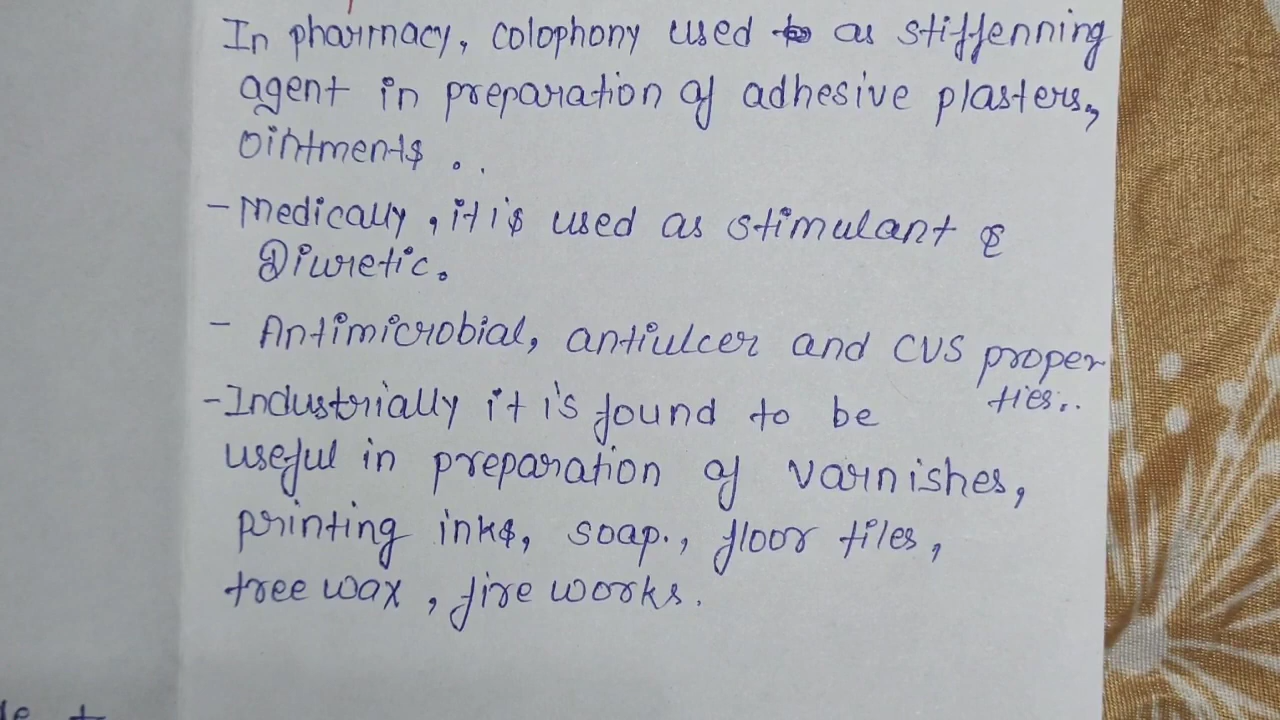 In pharmacy, colophony used to as stiffenning
agent in preparation of adhesive plasters,
ointments..
- Medically, it is used as stimulant &
Diuretic.
- Antimicrobial, antiulcer and CVS proper
ties..
- Industrially it is found to be
useful in preparation of varnishes,
printing inks, soap., floor tiles,
tree wax, fire works.